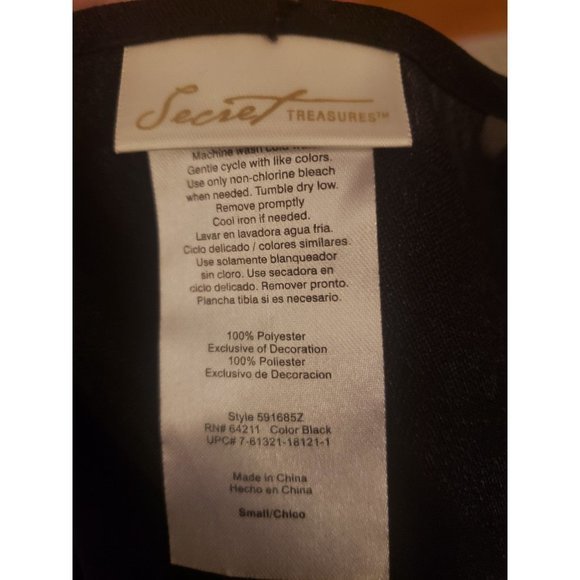 Secret TREASURES™
Machine wash cold
Gentle cycle with like colors.
Use only non-chlorine bleach
when needed. Tumble dry low.
Remove promptly
Cool iron if needed.
Lavar en lavadora agua fria.
Ciclo delicado / colores similares.
Use solamente blanqueador
sin cloro. Use secadora en
ciclo delicado. Remover pronto.
Plancha tibia si es necesario.
100% Polyester
Exclusive of Decoration
100% Poliester
Exclusivo de Decoracion
Style 591685Z
RN# 64211 Color Black
UPC# 7-61321-18121-1
Made in China
Hecho en China
Small/Chico